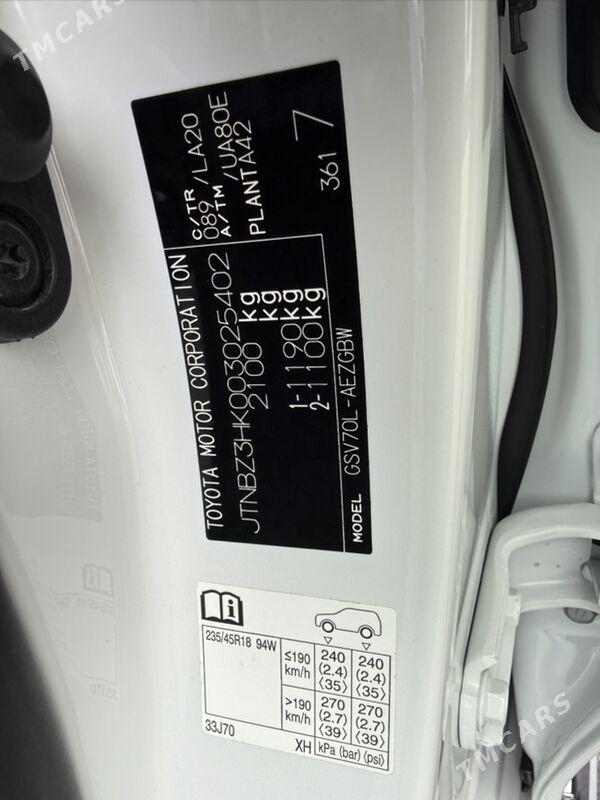 TMCARS
TOYOTA MOTOR CORPORATION
JTNBZ3HK003025402
2100 kg
1-1190kg
2-1100kg
MODEL GSV70L-AEZGBW
C/TR
089 /LA20
A/TM /UA80E
PLANT A42
361 7
235/45R18 94W
≤190 km/h
240 (2.4) ⟨35⟩
240 (2.4) ⟨35⟩
>190 km/h
270 (2.7) ⟨39⟩
270 (2.7) ⟨39⟩
33J70
XH kPa (bar) ⟨psi⟩
TMCARS